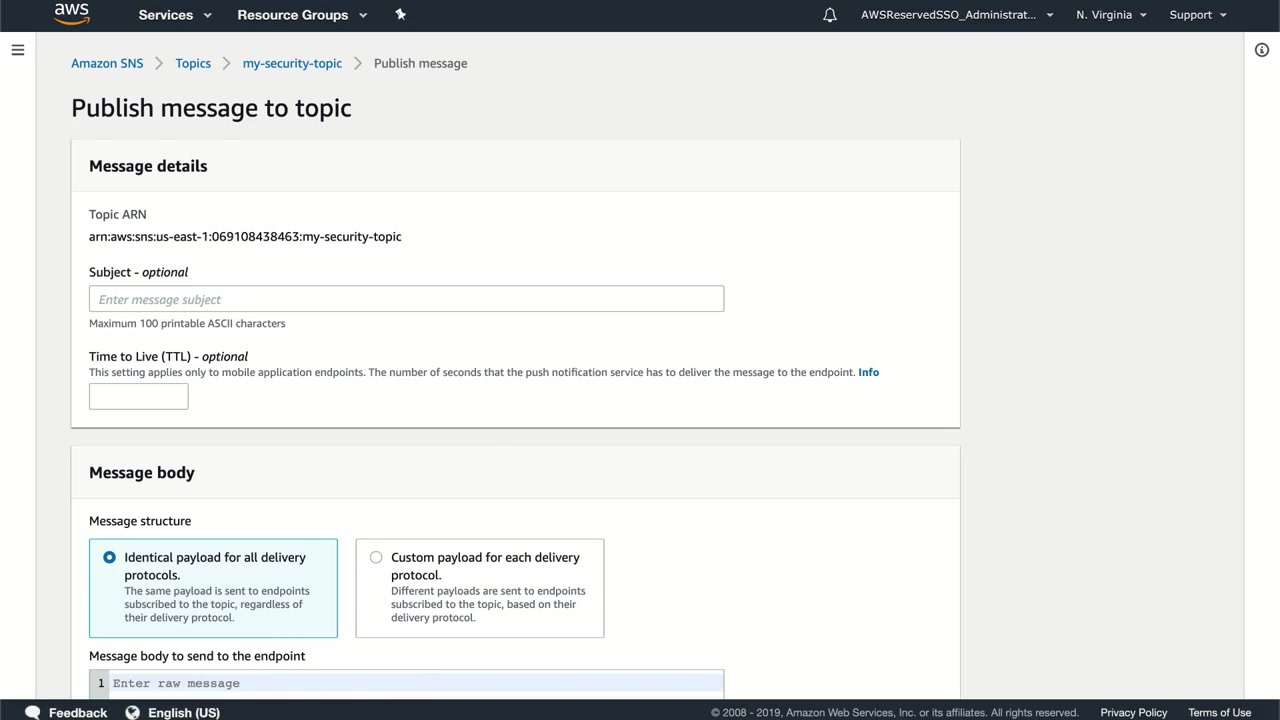 aws
Services
Resource Groups
AWSReservedSSO_Administrat...
N. Virginia
Support
Amazon SNS
Topics
my-security-topic
Publish message
Publish message to topic
Message details
Topic ARN
arn:aws:sns:us-east-1:069108438463:my-security-topic
Subject - optional
Enter message subject
Maximum 100 printable ASCII characters
Time to Live (TTL) - optional
This setting applies only to mobile application endpoints. The number of seconds that the push notification service has to deliver the message to the endpoint. Info
Message body
Message structure
Identical payload for all delivery
protocols.
The same payload is sent to endpoints
subscribed to the topic, regardless of
their delivery protocol.
Custom payload for each delivery
protocol.
Different payloads are sent to endpoints
subscribed to the topic, based on their
delivery protocol.
Message body to send to the endpoint
1 Enter raw message
Feedback
English (US)
© 2008 - 2019, Amazon Web Services, Inc. or its affiliates. All rights reserved.
Privacy Policy
Terms of Use